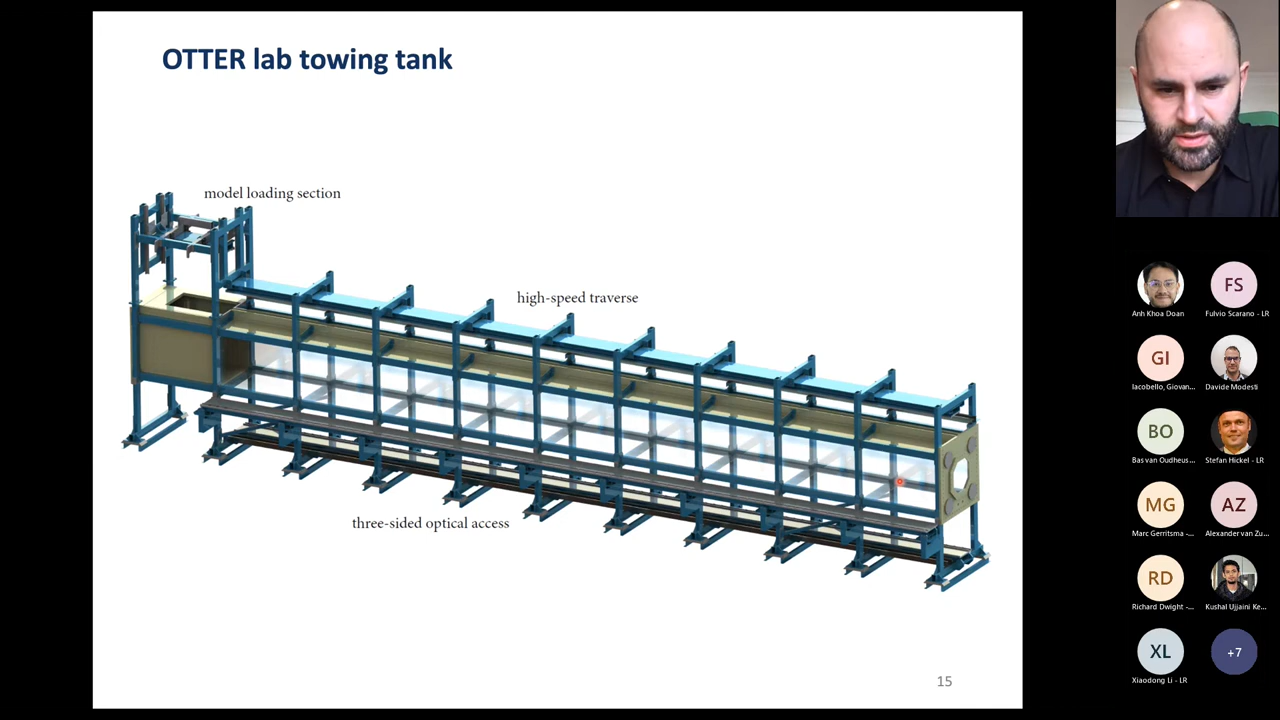 OTTER lab towing tank
model loading section
high-speed traverse
three-sided optical access
15
Anh Khoa Doan
FS
Fulvio Scarano - LR
GI
Iacobello, Giovan...
Davide Modesti
BO
Bas van Oudheus...
Stefan Hickel - LR
MG
Marc Gerritsma -...
AZ
Alexander van Zu...
RD
Richard Dwight -...
Kushal Ujjaini Ke...
XL
Xiaodong Li - LR
+7